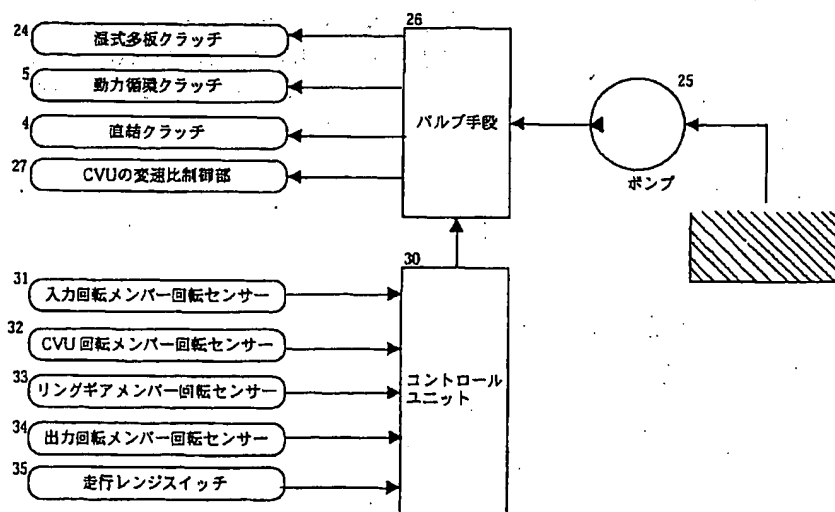 24 湿式多板クラッチ
5 動力循環クラッチ
4 直結クラッチ
27 CVUの変速比制御部
26
バルブ手段
25
ポンプ
31 入力回転メンバー回転センサー
32 CVU回転メンバー回転センサー
33 リングギアメンバー回転センサー
34 出力回転メンバー回転センサー
35 走行レンジスイッチ
30
コントロール
ユニット